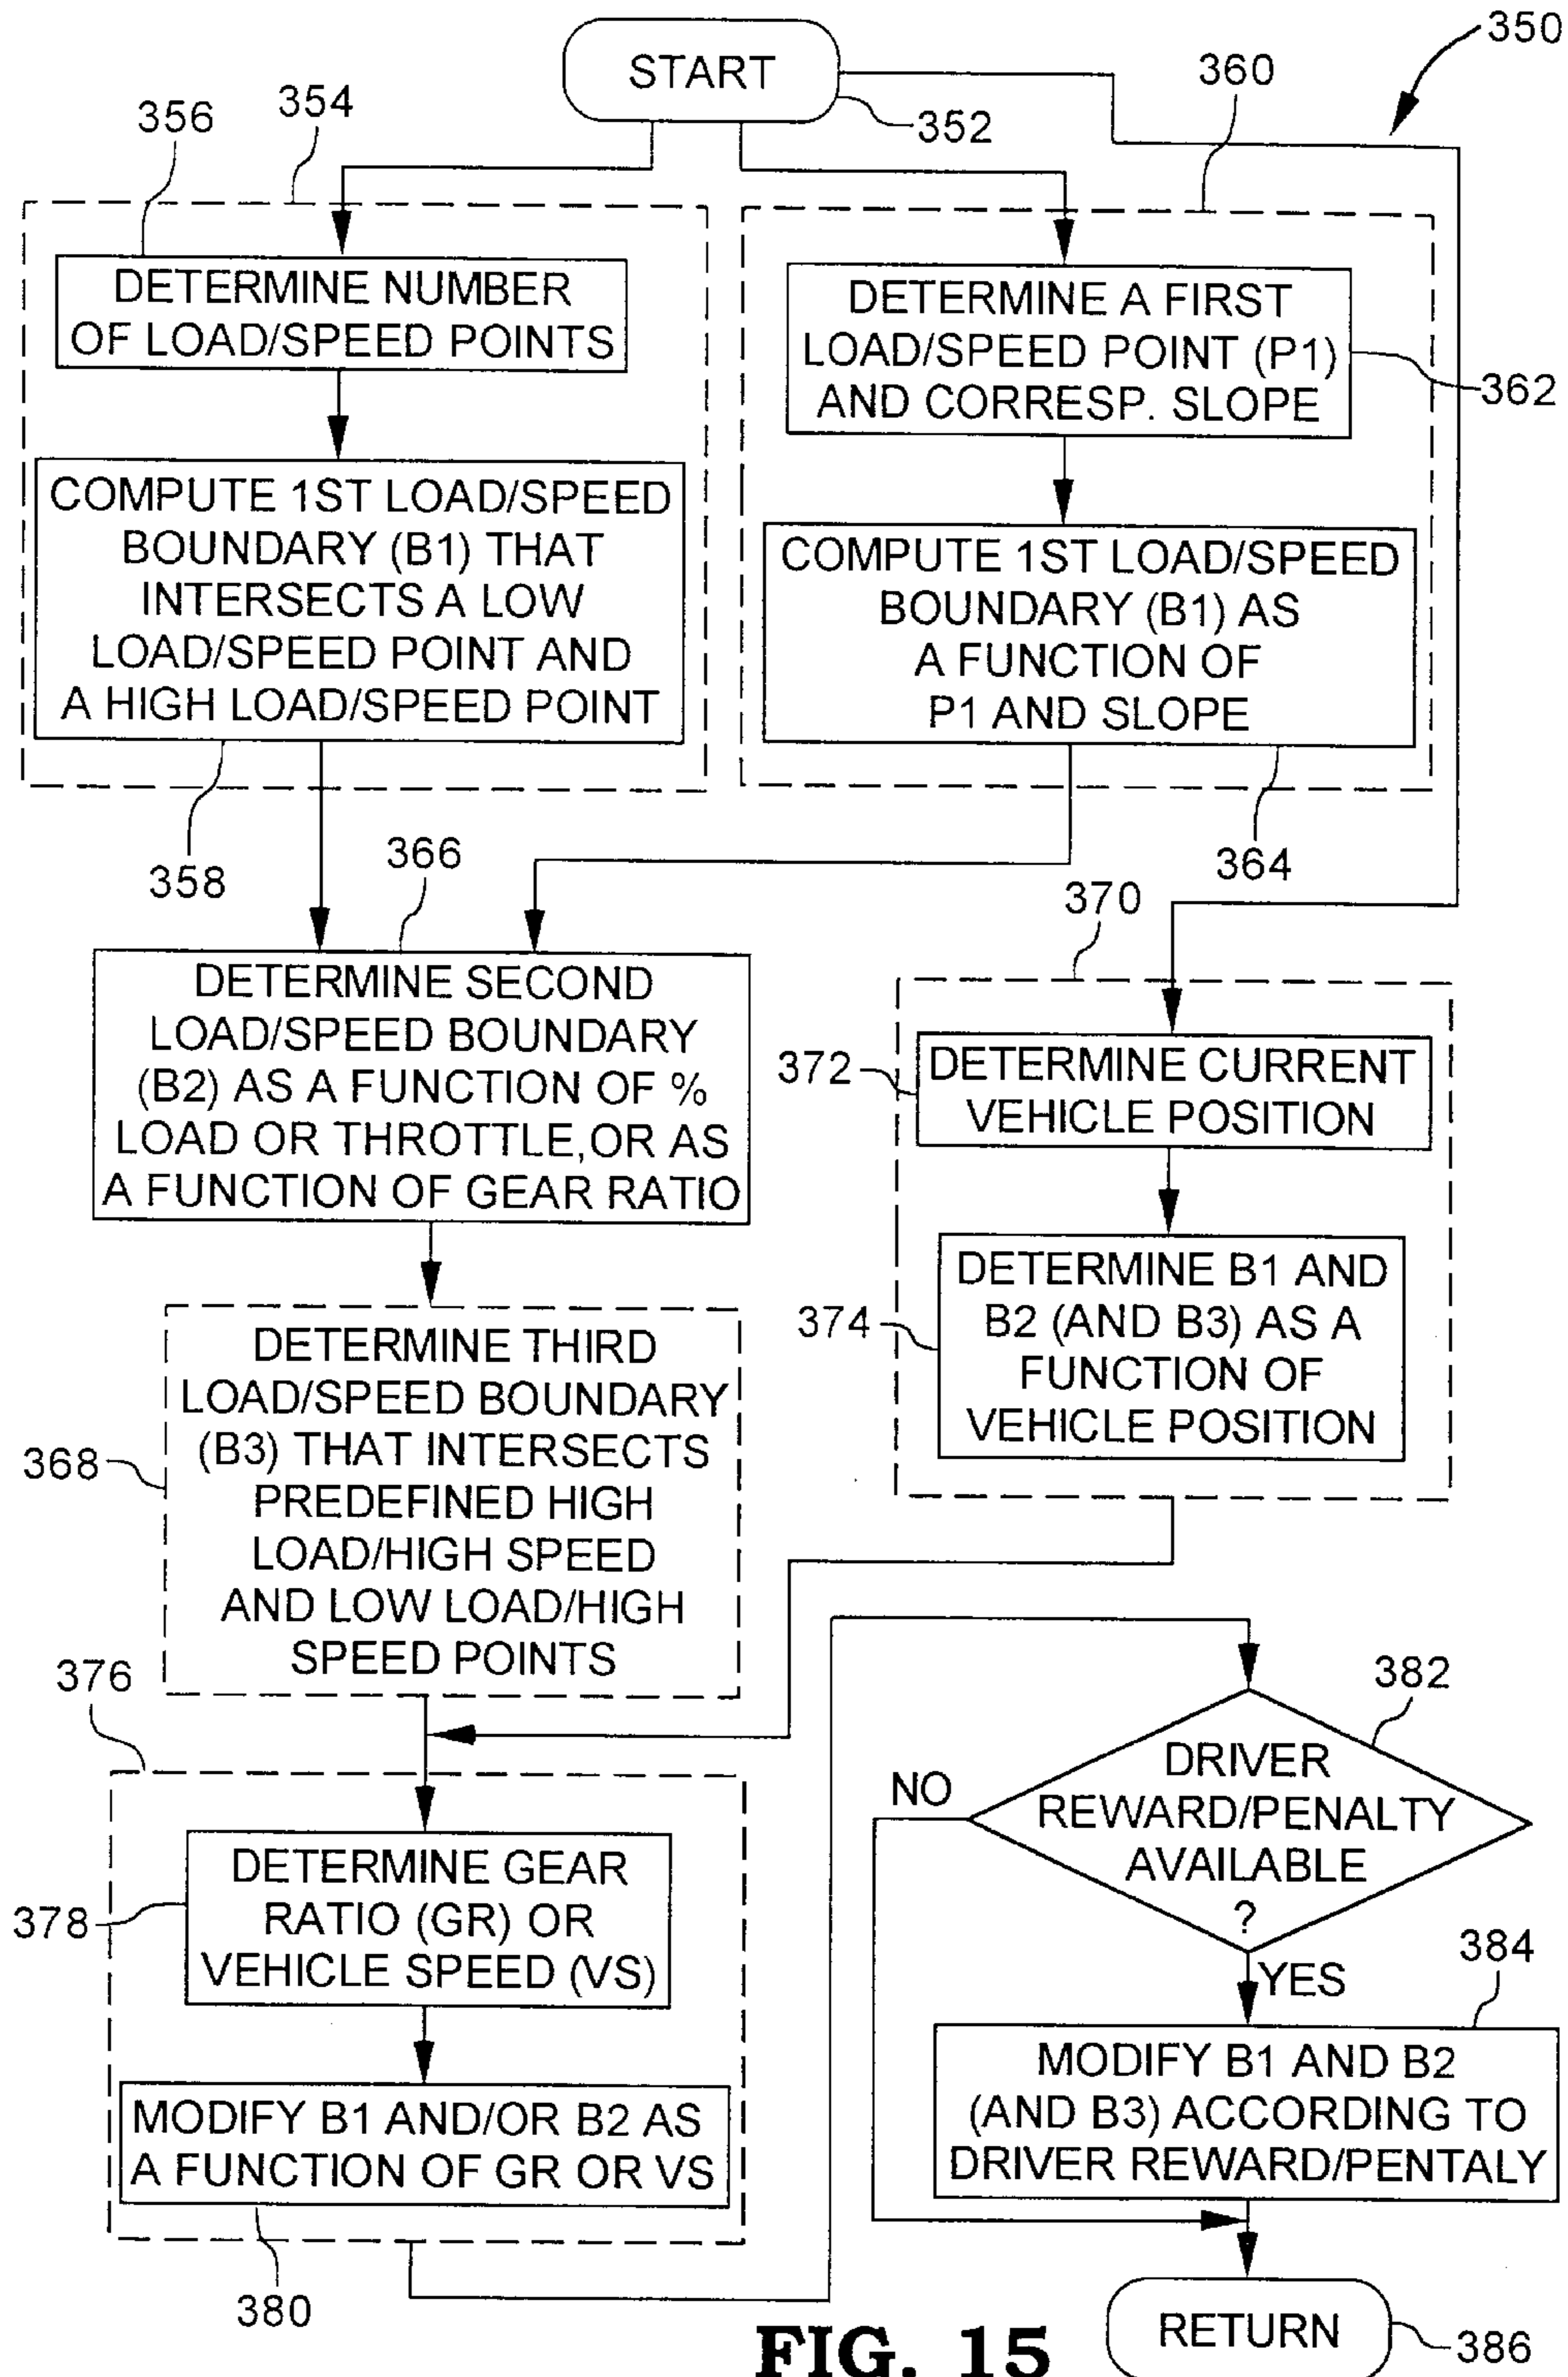 350
START
352
360
354
356
DETERMINE NUMBER
OF LOAD/SPEED POINTS
COMPUTE 1ST LOAD/SPEED
BOUNDARY (B1) THAT
INTERSECTS A LOW
LOAD/SPEED POINT AND
A HIGH LOAD/SPEED POINT
358
DETERMINE A FIRST
LOAD/SPEED POINT (P1)
AND CORRESP. SLOPE
362
COMPUTE 1ST LOAD/SPEED
BOUNDARY (B1) AS
A FUNCTION OF
P1 AND SLOPE
364
366
DETERMINE SECOND
LOAD/SPEED BOUNDARY
(B2) AS A FUNCTION OF %
LOAD OR THROTTLE, OR AS
A FUNCTION OF GEAR RATIO
370
372
DETERMINE CURRENT
VEHICLE POSITION
374
DETERMINE B1 AND
B2 (AND B3) AS A
FUNCTION OF
VEHICLE POSITION
368
DETERMINE THIRD
LOAD/SPEED BOUNDARY
(B3) THAT INTERSECTS
PREDEFINED HIGH
LOAD/HIGH SPEED
AND LOW LOAD/HIGH
SPEED POINTS
376
378
DETERMINE GEAR
RATIO (GR) OR
VEHICLE SPEED (VS)
MODIFY B1 AND/OR B2 AS
A FUNCTION OF GR OR VS
380
382
DRIVER
REWARD/PENALTY
AVAILABLE
?
NO
YES
384
MODIFY B1 AND B2
(AND B3) ACCORDING TO
DRIVER REWARD/PENTALY
RETURN
386
FIG. 15